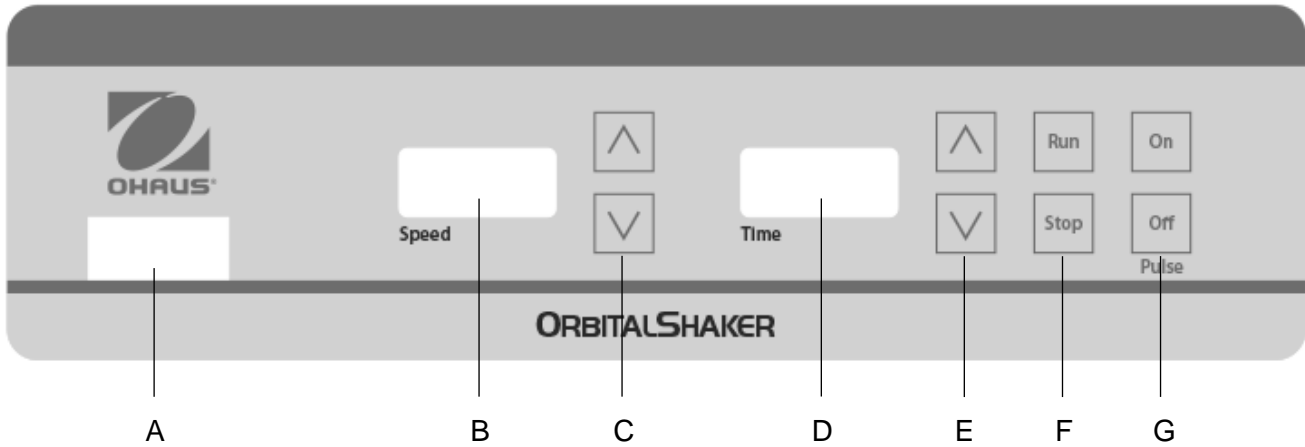 OHAUS®
Speed
Time
Run
On
Stop
Off
Pulse
ORBITALSHAKER
A B C D E F G